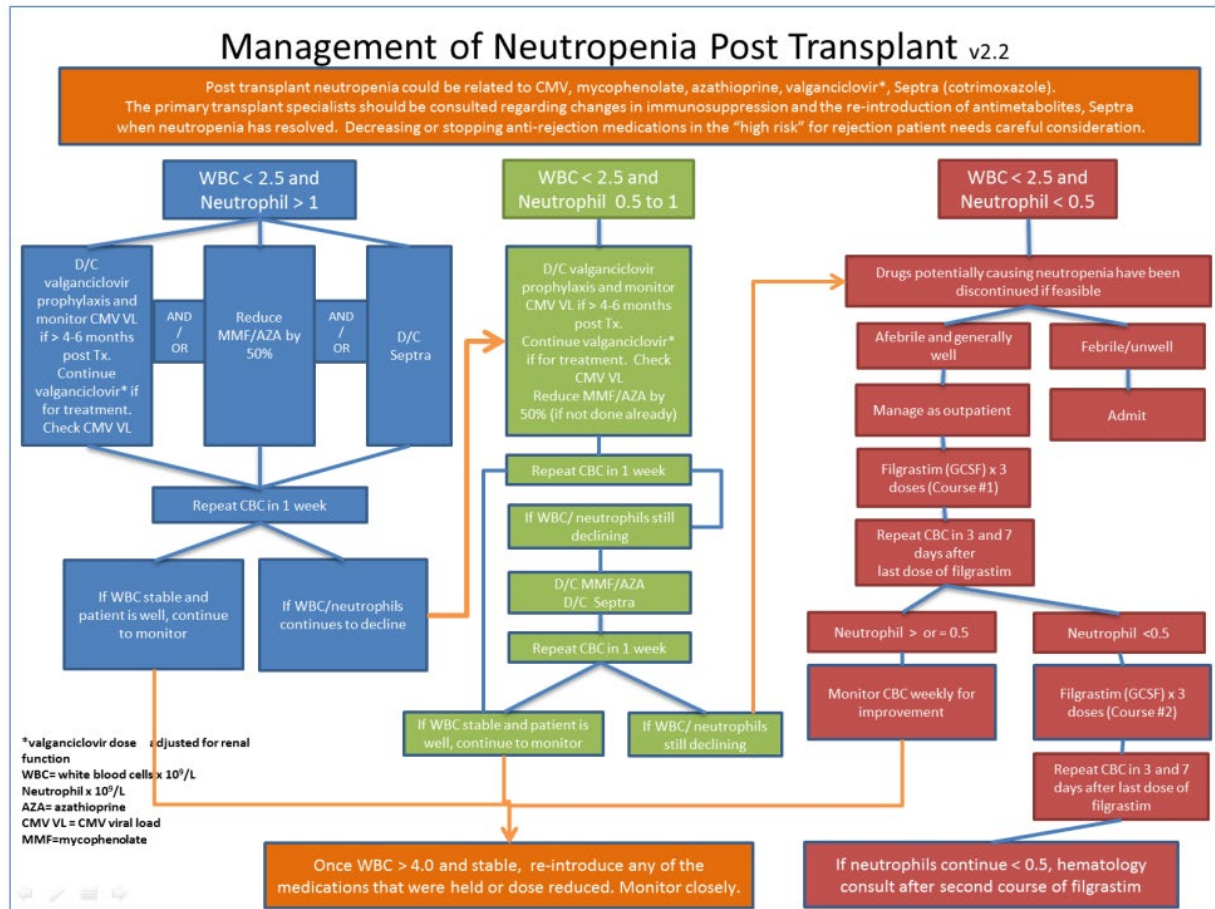 Management of Neutropenia Post Transplant v2.2
Post transplant neutropenia could be related to CMV, mycophenolate, azathioprine, valganciclovir*, Septra (cotrimoxazole).
The primary transplant specialists should be consulted regarding changes in immunosuppression and the re-introduction of antimetabolites, Septra
when neutropenia has resolved. Decreasing or stopping anti-rejection medications in the "high risk" for rejection patient needs careful consideration.
WBC < 2.5 and
Neutrophil > 1
D/C
valganciclovir
prophylaxis and
monitor CMV VL
if > 4-6 months
post Tx.
Continue
valganciclovir* if
for treatment.
Check CMV VL
AND
/
OR
Reduce
MMF/AZA by
50%
AND
/
OR
D/C
Septra
Repeat CBC in 1 week
If WBC stable and
patient is well, continue
to monitor
If WBC/neutrophils
continues to decline
WBC < 2.5 and
Neutrophil 0.5 to 1
D/C valganciclovir
prophylaxis and monitor
CMV VL if > 4-6 months
post Tx.
Continue valganciclovir*
if for treatment. Check
CMV VL
Reduce MMF/AZA by
50% (if not done already)
Repeat CBC in 1 week
If WBC/ neutrophils still
declining
D/C MMF/AZA
D/C Septra
Repeat CBC in 1 week
If WBC stable and patient is
well, continue to monitor
If WBC/ neutrophils
still declining
WBC < 2.5 and
Neutrophil < 0.5
Drugs potentially causing neutropenia have been
discontinued if feasible
Afebrile and generally
well
Febrile/unwell
Manage as outpatient
Admit
Filgrastim (GCSF) x 3
doses (Course #1)
Repeat CBC in 3 and 7
days after
last dose of filgrastim
Neutrophil > or = 0.5
Neutrophil <0.5
Monitor CBC weekly for
improvement
Filgrastim (GCSF) x 3
doses (Course #2)
Repeat CBC in 3 and 7
days after last dose of
filgrastim
If neutrophils continue < 0.5, hematology
consult after second course of filgrastim
*valganciclovir dose adjusted for renal
function
WBC= white blood cells x 10⁹/L
Neutrophil x 10⁹/L
AZA= azathioprine
CMV VL = CMV viral load
MMF=mycophenolate
Once WBC > 4.0 and stable, re-introduce any of the
medications that were held or dose reduced. Monitor closely.